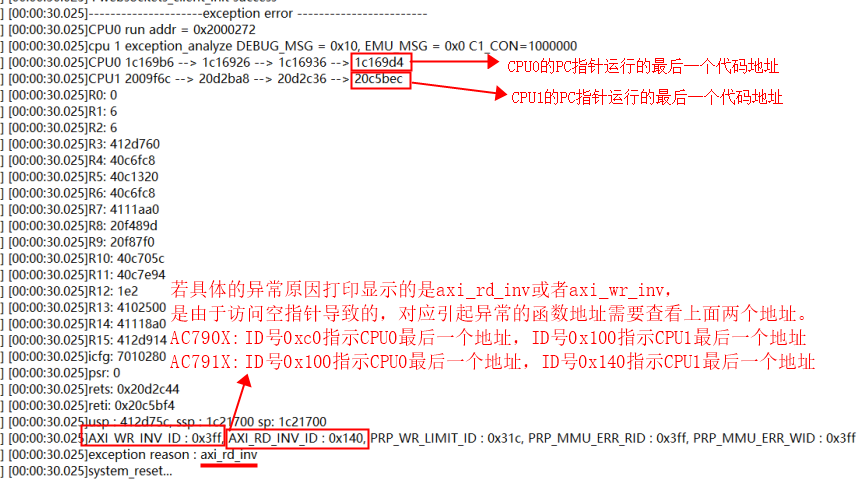 ---------------------exception error ------------------------
] [00:00:30.025]CPU0 run addr = 0x2000272
] [00:00:30.025]cpu 1 exception_analyze DEBUG_MSG = 0x10, EMU_MSG = 0x0 C1_CON=1000000
] [00:00:30.025]CPU0 1c169b6 --> 1c16926 --> 1c16936 --> 1c169d4
CPU0的PC指针运行的最后一个代码地址
] [00:00:30.025]CPU1 2009f6c --> 20d2ba8 --> 20d2c36 --> 20c5bec
CPU1的PC指针运行的最后一个代码地址
] [00:00:30.025]R0: 0
] [00:00:30.025]R1: 6
] [00:00:30.025]R2: 6
] [00:00:30.025]R3: 412d760
] [00:00:30.025]R4: 40c6fc8
] [00:00:30.025]R5: 40c1320
] [00:00:30.025]R6: 40c6fc8
] [00:00:30.025]R7: 4111aa0
] [00:00:30.025]R8: 20f489d
] [00:00:30.025]R9: 20f87f0
] [00:00:30.025]R10: 40c705c
] [00:00:30.025]R11: 40c7e94
] [00:00:30.025]R12: 1e2
] [00:00:30.025]R13: 4102500
] [00:00:30.025]R14: 41118a0
] [00:00:30.025]R15: 412d914
若具体的异常原因打印显示的是axi_rd_inv或者axi_wr_inv，
是由于访问空指针导致的，对应引起异常的函数地址需要查看上面两个地址。
AC790X: ID号0xc0指示CPU0最后一个地址，ID号0x100指示CPU1最后一个地址
AC791X: ID号0x100指示CPU0最后一个地址，ID号0x140指示CPU1最后一个地址
] [00:00:30.025]icfg: 7010280
] [00:00:30.025]psr: 0
] [00:00:30.025]rets: 0x20d2c44
] [00:00:30.025]reti: 0x20c5bf4
] [00:00:30.025]usp : 412d75c, ssp : 1c21700 sp: 1c21700
] [00:00:30.025]AXI_WR_INV_ID : 0x3ff, AXI_RD_INV_ID : 0x140, PRP_WR_LIMIT_ID : 0x31c, PRP_MMU_ERR_RID : 0x3ff, PRP_MMU_ERR_WID : 0x3ff
] [00:00:30.025]exception reason : axi_rd_inv
] [00:00:30.025]system_reset...